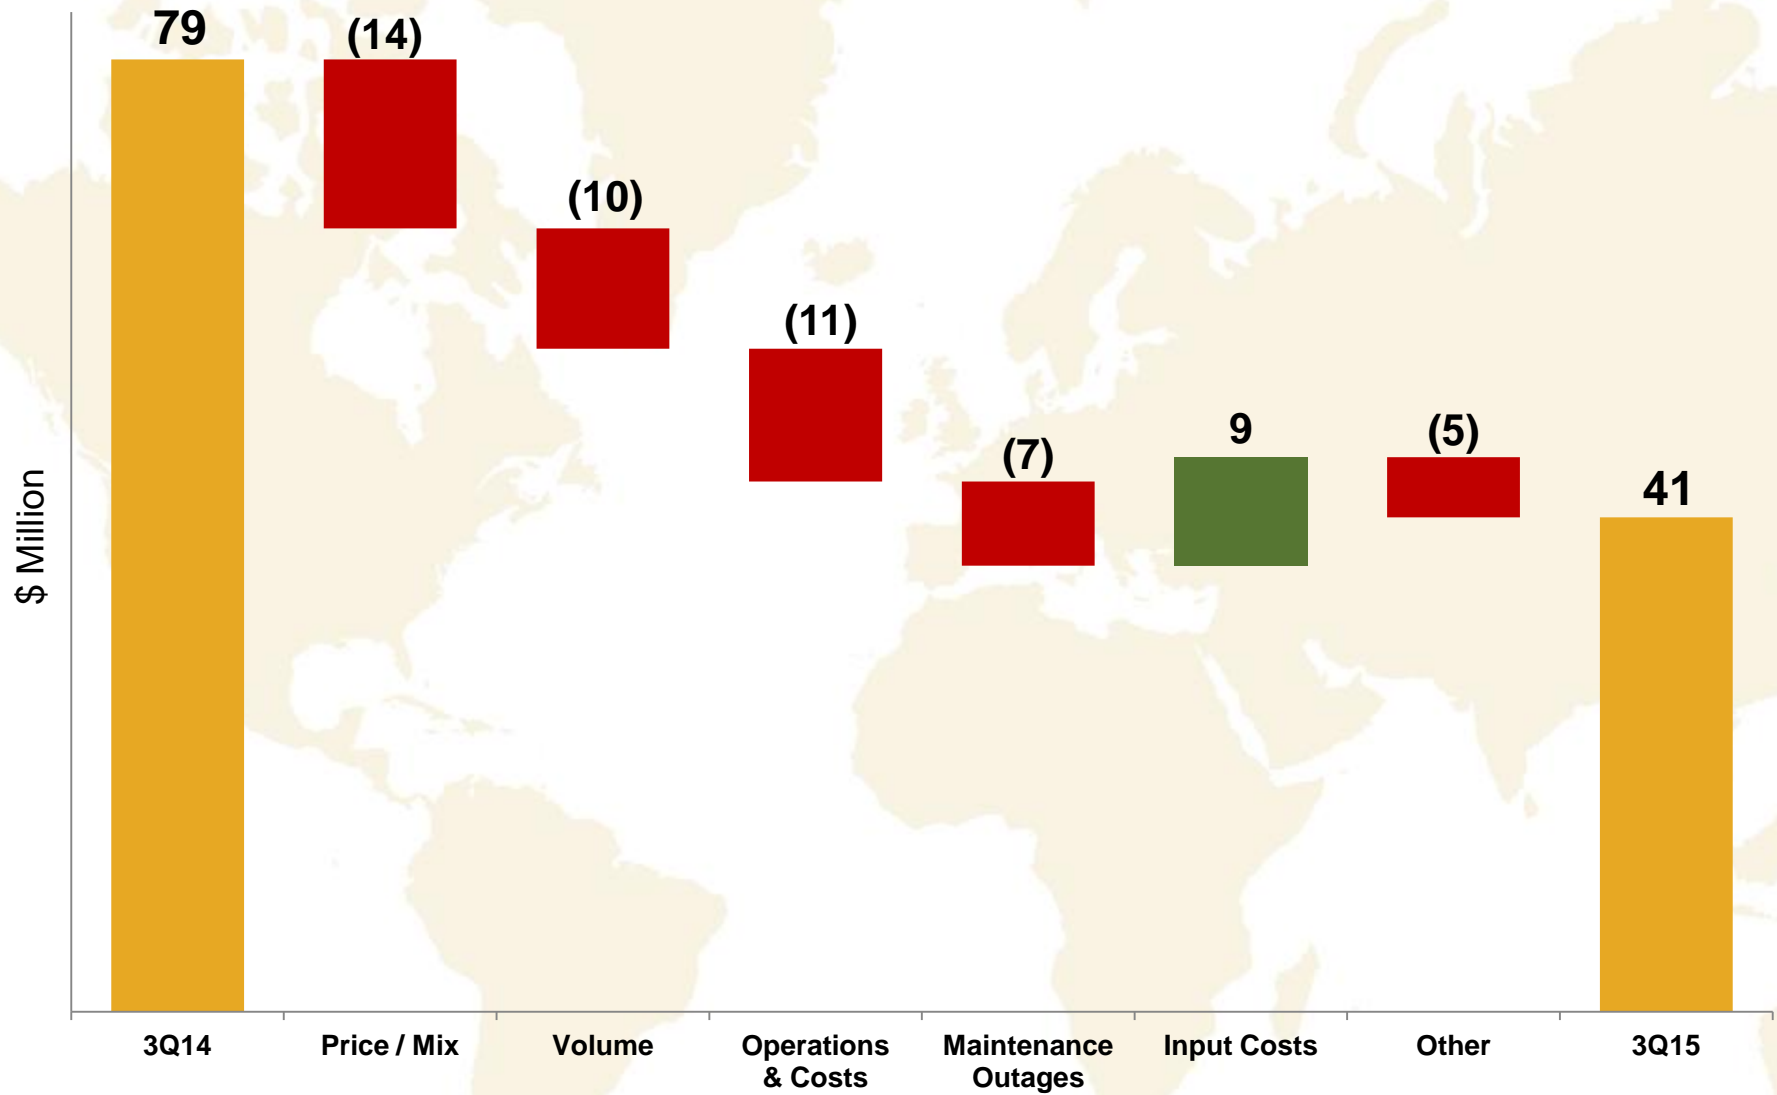 79
(14)
(10)
(11)
(7)
9
(5)
41
$ Million
3Q14
Price / Mix
Volume
Operations
& Costs
Maintenance
Outages
Input Costs
Other
3Q15